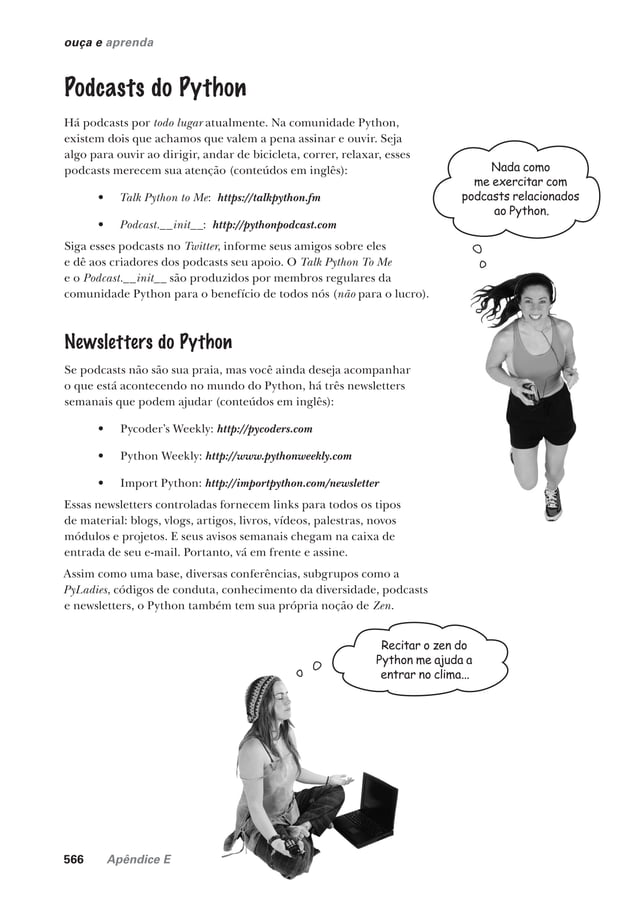 ouça e aprenda
Podcasts do Python
Há podcasts por todo lugar atualmente. Na comunidade Python,
existem dois que achamos que valem a pena assinar e ouvir. Seja
algo para ouvir ao dirigir, andar de bicicleta, correr, relaxar, esses
podcasts merecem sua atenção (conteúdos em inglês):
• Talk Python to Me: https://talkpython.fm
• Podcast.__init__: http://pythonpodcast.com
Siga esses podcasts no Twitter, informe seus amigos sobre eles
e dê aos criadores dos podcasts seu apoio. O Talk Python To Me
e o Podcast.__init__ são produzidos por membros regulares da
comunidade Python para o benefício de todos nós (não para o lucro).
Nada como
me exercitar com
podcasts relacionados
ao Python.
Newsletters do Python
Se podcasts não são sua praia, mas você ainda deseja acompanhar
o que está acontecendo no mundo do Python, há três newsletters
semanais que podem ajudar (conteúdos em inglês):
• Pycoder's Weekly: http://pycoders.com
• Python Weekly: http://www.pythonweekly.com
• Import Python: http://importpython.com/newsletter
Essas newsletters controladas fornecem links para todos os tipos
de material: blogs, vlogs, artigos, livros, vídeos, palestras, novos
módulos e projetos. E seus avisos semanais chegam na caixa de
entrada de seu e-mail. Portanto, vá em frente e assine.
Assim como uma base, diversas conferências, subgrupos como a
PyLadies, códigos de conduta, conhecimento da diversidade, podcasts
e newsletters, o Python também tem sua própria noção de Zen.
Recitar o zen do
Python me ajuda a
entrar no clima...
566 Apêndice E